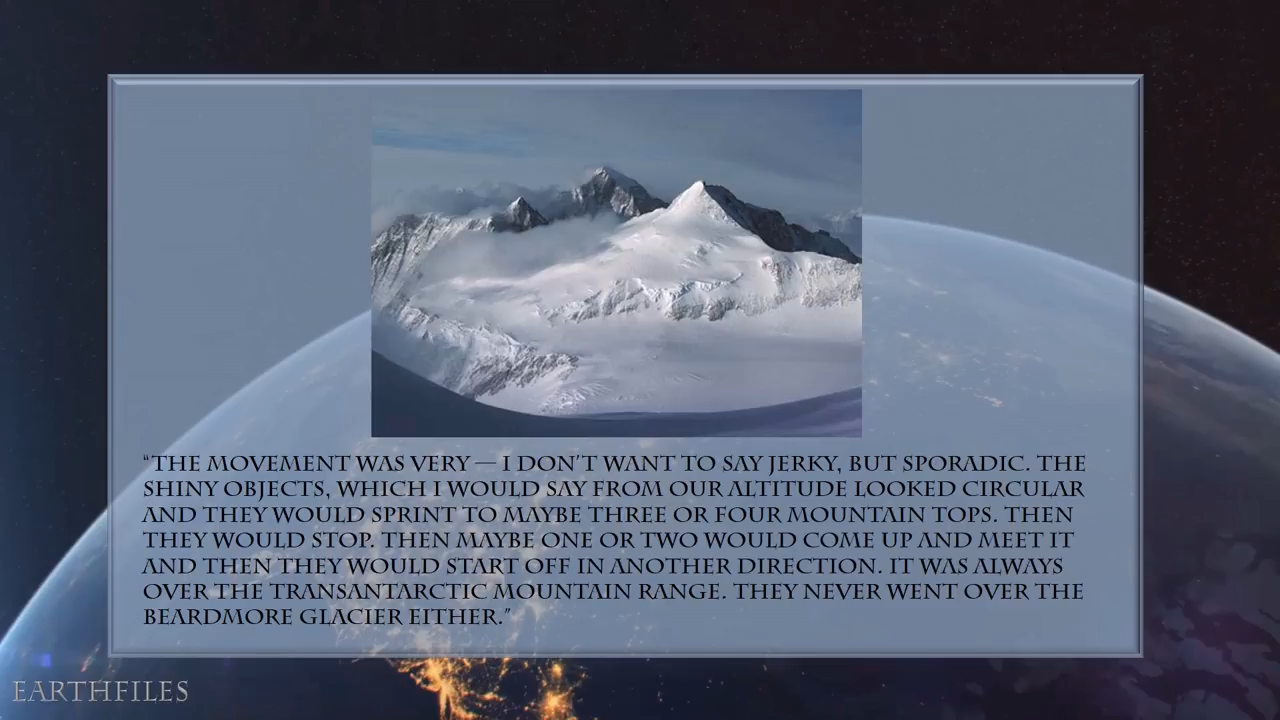 “THE MOVEMENT WAS VERY — I DON’T WANT TO SAY JERKY, BUT SPORADIC. THE
SHINY OBJECTS, WHICH I WOULD SAY FROM OUR ALTITUDE LOOKED CIRCULAR
AND THEY WOULD SPRINT TO MAYBE THREE OR FOUR MOUNTAIN TOPS. THEN
THEY WOULD STOP. THEN MAYBE ONE OR TWO WOULD COME UP AND MEET IT
AND THEN THEY WOULD START OFF IN ANOTHER DIRECTION. IT WAS ALWAYS
OVER THE TRANSANTARCTIC MOUNTAIN RANGE. THEY NEVER WENT OVER THE
BEARDMORE GLACIER EITHER.”
EARTHFILES